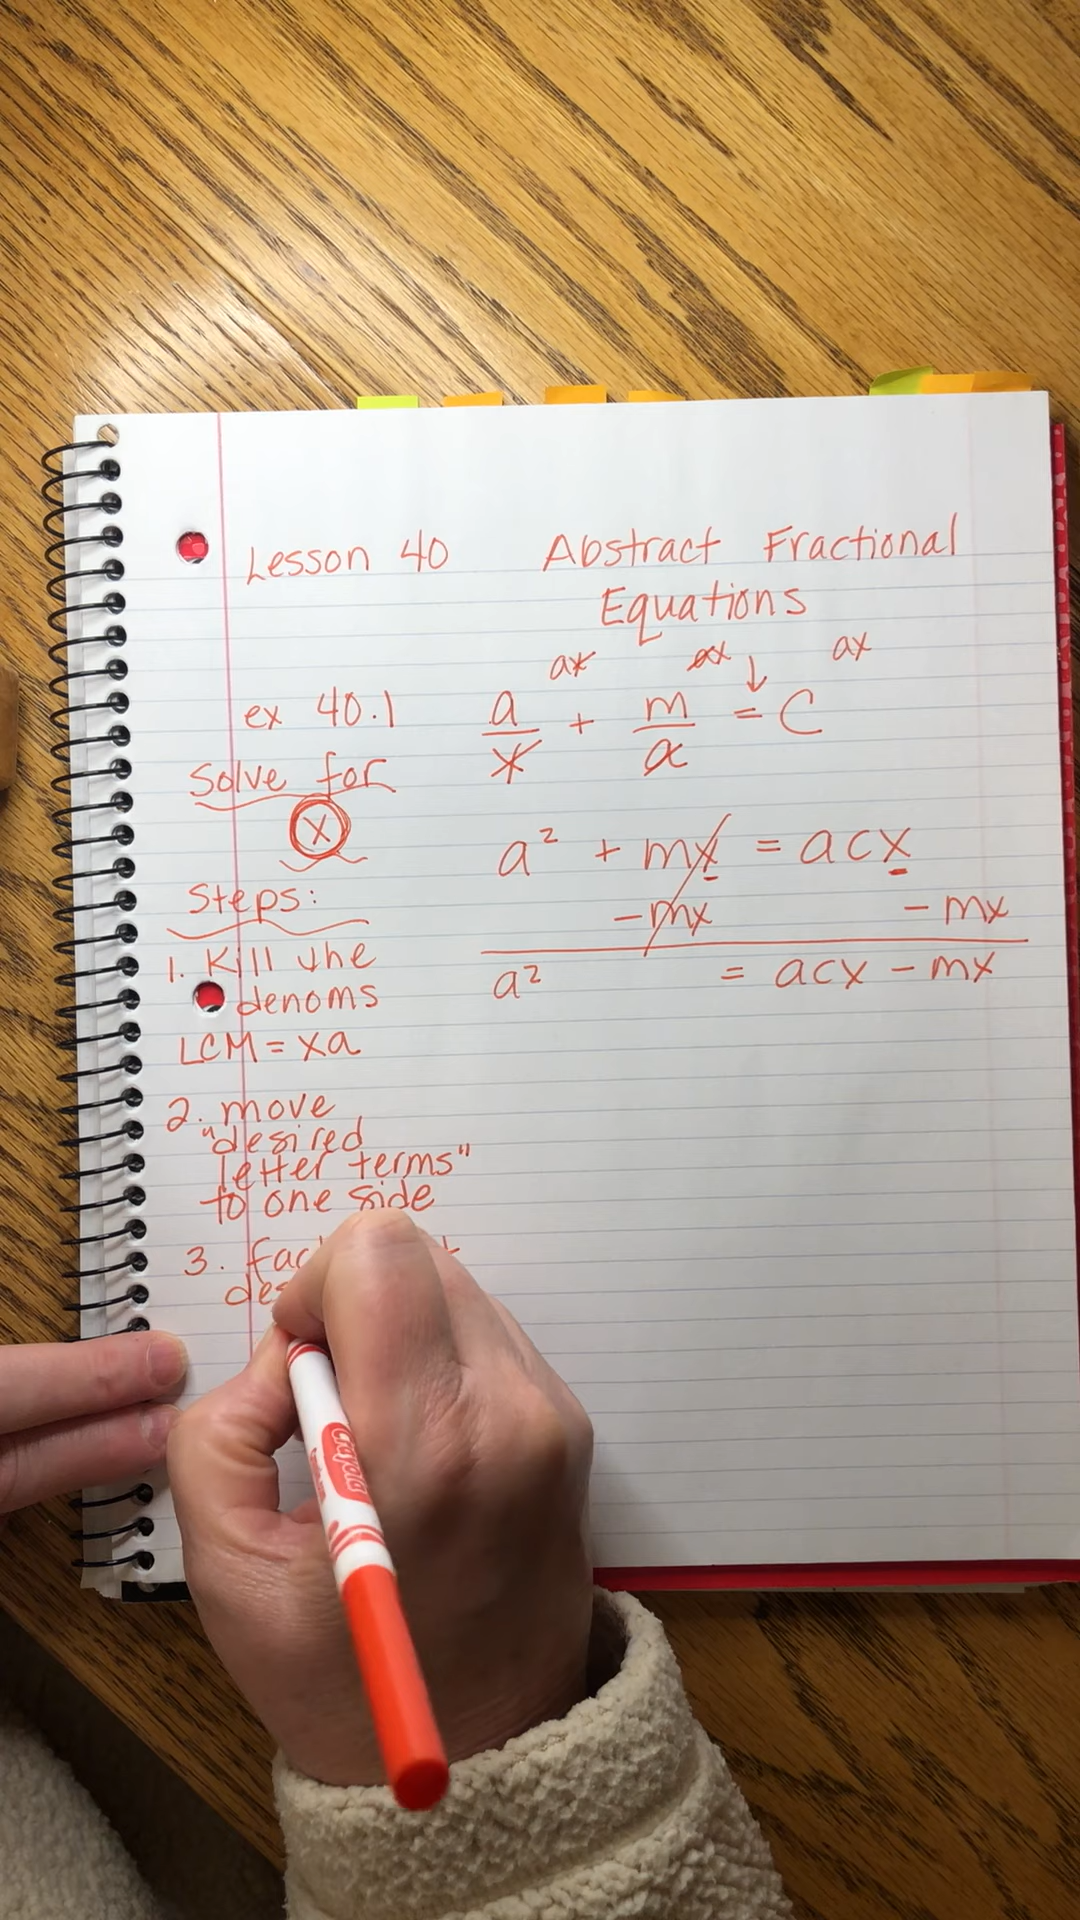 Lesson 40 Abstract Fractional
Equations
ax ax ax
ex 40.1 a/x + m/a = C
Solve for
x
a² + mx = acx
Steps:
- mx - mx
1. Kill the
a² = acx - mx
denoms
LCM = xa
2. move
"desired
letter terms"
to one side
3.
Crayola